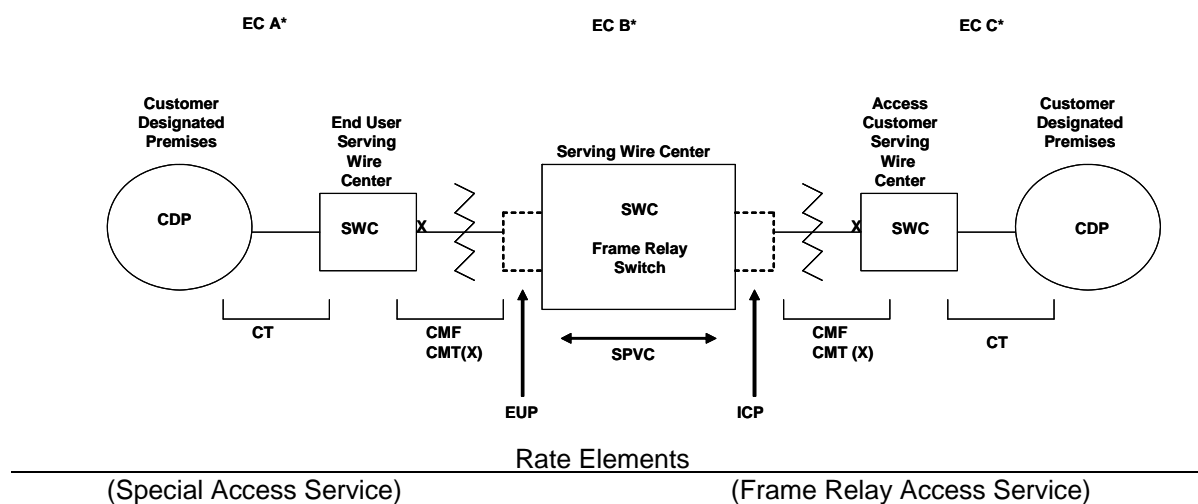 EC A*
EC B*
EC C*
Customer
Designated
Premises
End User
Serving
Wire
Center
Serving Wire Center
Access
Customer
Serving
Wire
Center
Customer
Designated
Premises
CDP
SWC
X
SWC
Frame Relay
Switch
X
SWC
CDP
CT
CMF
CMT(X)
SPVC
CMF
CMT (X)
CT
EUP
ICP
Rate Elements
(Special Access Service)
(Frame Relay Access Service)